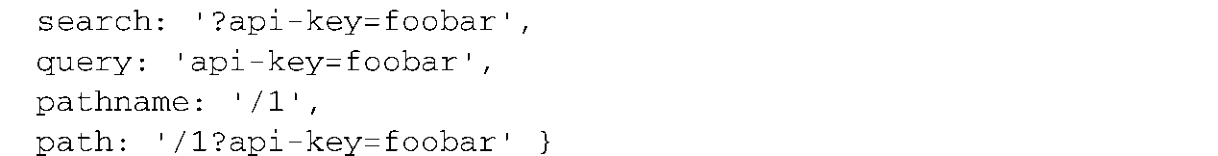 search: '?api-key=foobar',
query: 'api-key=foobar',
pathname: '/1',
path: '/1?api-key=foobar' }